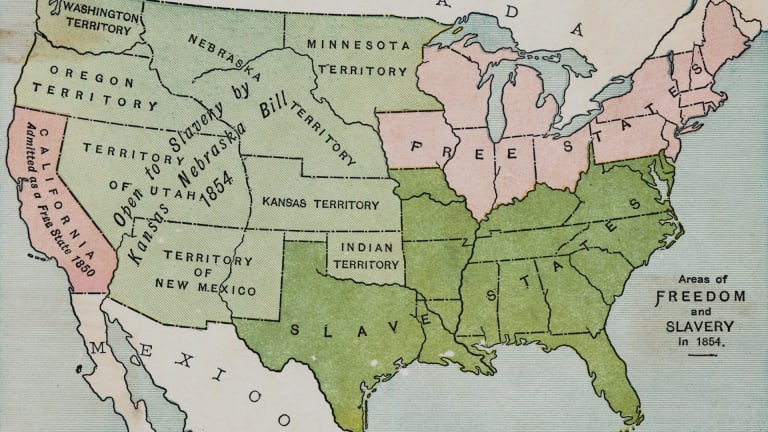 C A N A D A
WASHINGTON
TERRITORY
OREGON
TERRITORY
NEBRASKA
TERRITORY
MINNESOTA
TERRITORY
CALIFORNIA
Admitted as a Free State 1850
TERRITORY
OF UTAH
Open to Slavery by
Kansas Nebraska Bill
1854
KANSAS TERRITORY
TERRITORY
OF
NEW MEXICO
INDIAN
TERRITORY
FREE STATES
SLAVE STATES
MEXICO
Areas of
FREEDOM
and
SLAVERY
in 1854.